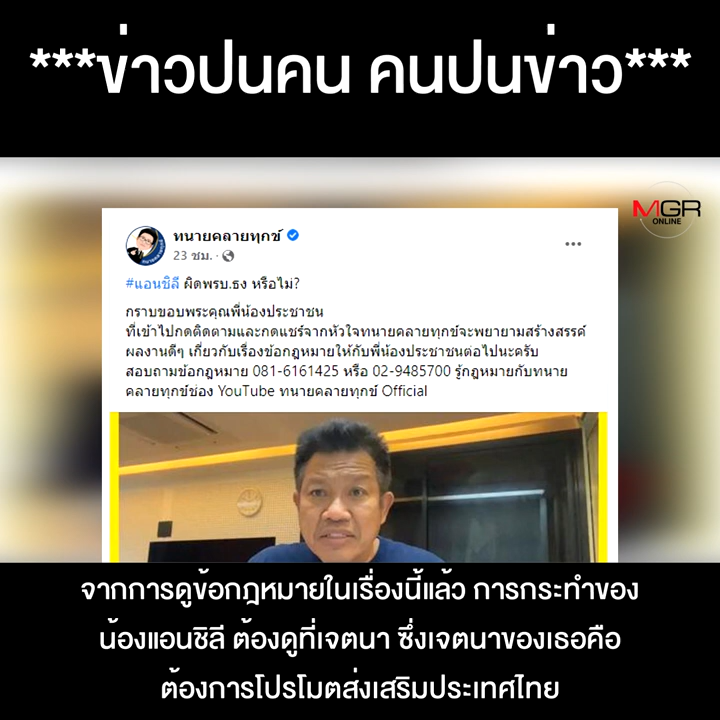 ***ข่าวปนคน คนปนข่าว***
MGR
ONLINE
ทนายคลายทุกข์
23 ชม. ·
#แอนชิลี ผิดพรบ.ธง หรือไม่?
กราบขอบพระคุณพี่น้องประชาชน
ที่เข้าไปกดติดตามและกดแชร์จากหัวใจทนายคลายทุกข์จะพยายามสร้างสรรค์
ผลงานดีๆ เกี่ยวกับเรื่องข้อกฎหมายให้กับพี่น้องประชาชนต่อไปนะครับ
สอบถามข้อกฎหมาย 081-6161425 หรือ 02-9485700 รู้กฎหมายกับทนาย
คลายทุกข์ช่อง YouTube ทนายคลายทุกข์ Official
จากการดูข้อกฎหมายในเรื่องนี้แล้ว การกระทำของ
น้องแอนชิลี ต้องดูที่เจตนา ซึ่งเจตนาของเธอคือ
ต้องการโปรโมตส่งเสริมประเทศไทย